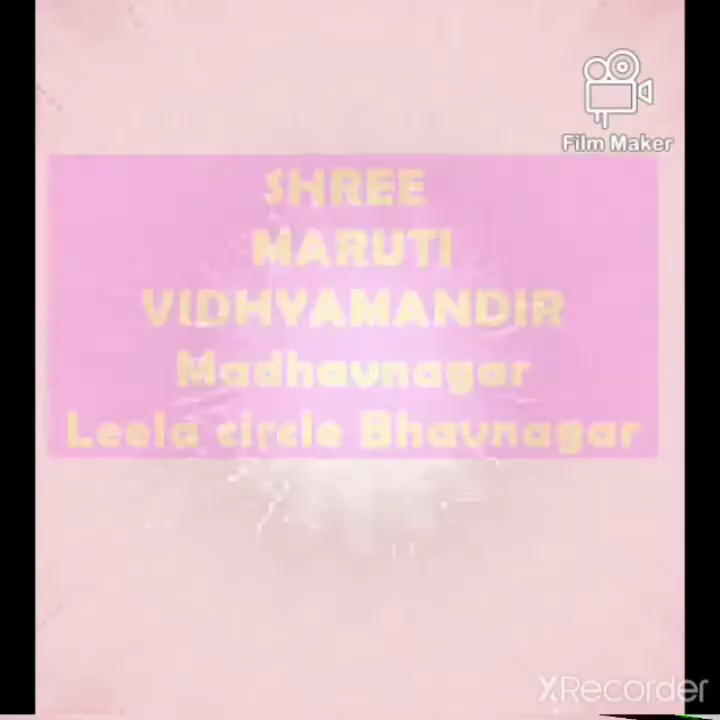 Film Maker
SHREE
MARUTI
VIDHYAMANDIR
Madhavnagar
Leela circle Bhavnagar
XRecorder